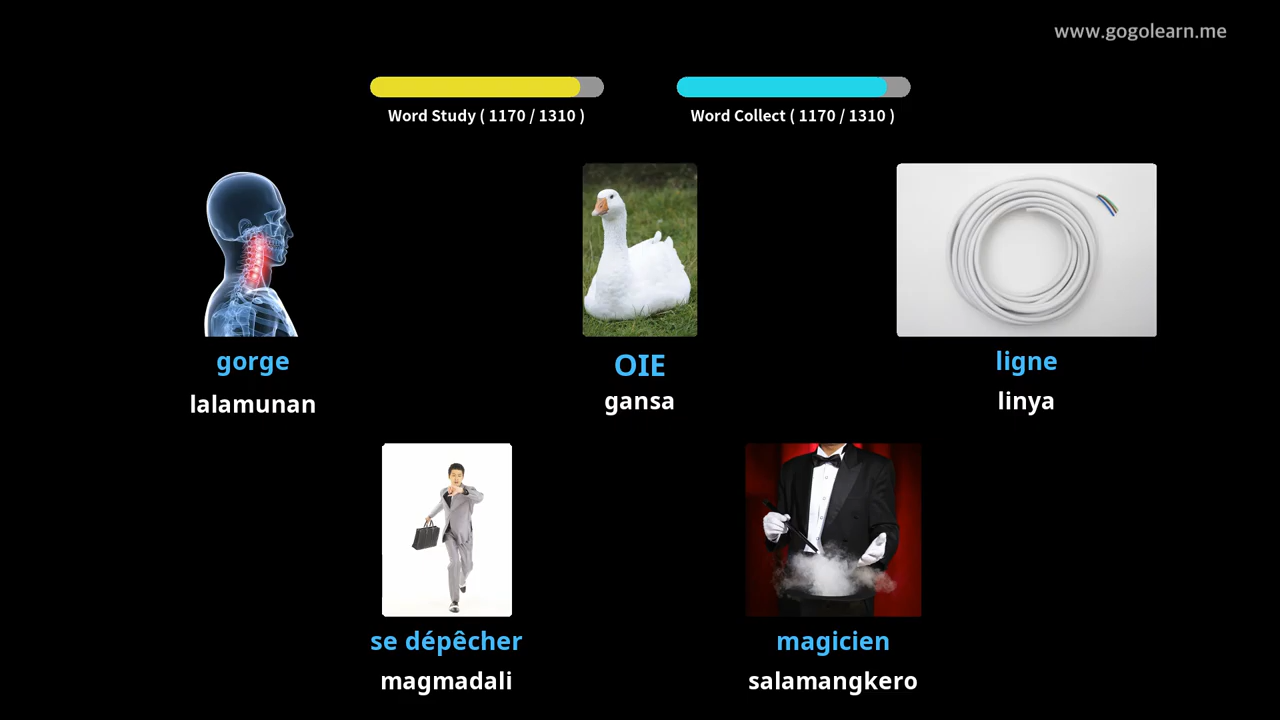 www.gogolearn.me
Word Study ( 1170 / 1310 )
Word Collect ( 1170 / 1310 )
gorge
lalamunan
OIE
gansa
ligne
linya
se dépêcher
magmadali
magicien
salamangkero